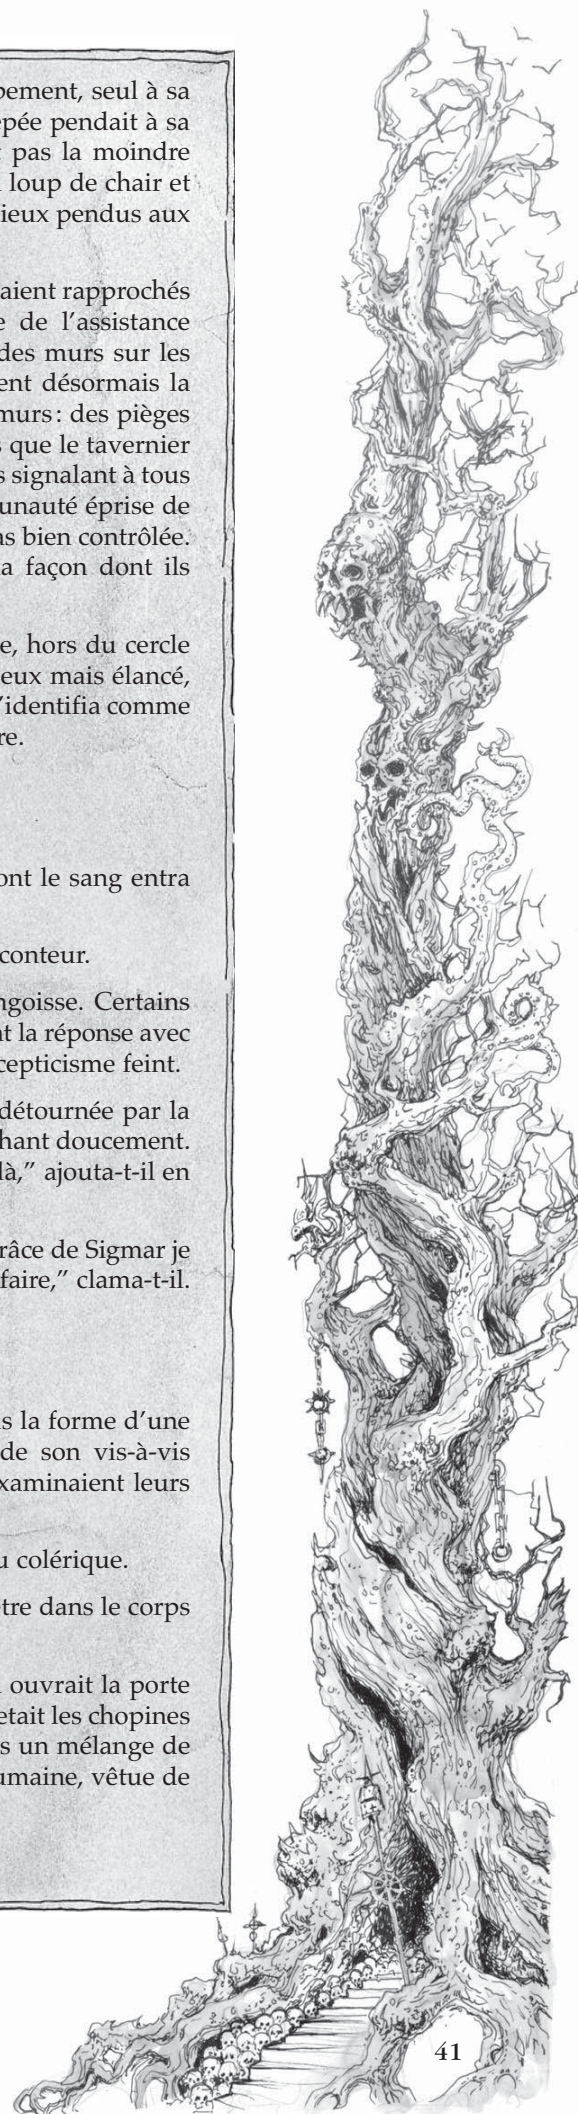 pement, seul à sa
épée pendait à sa
pas la moindre
loup de chair et
ieux pendus aux
aient rapprochés
e de l’assistance
des murs sur les
ent désormais la
murs : des pièges
s que le tavernier
s signalant à tous
unauté éprise de
as bien contrôlée.
a façon dont ils
e, hors du cercle
eux mais élancé,
’identifia comme
re.
ont le sang entra
conteur.
ngoisse. Certains
nt la réponse avec
cepticisme feint.
détournée par la
hant doucement.
là,” ajouta-t-il en
râce de Sigmar je
faire,” clama-t-il.
s la forme d’une
de son vis-à-vis
xaminaient leurs
u colérique.
être dans le corps
ouvrait la porte
etait les chopines
s un mélange de
umaine, vêtue de
41